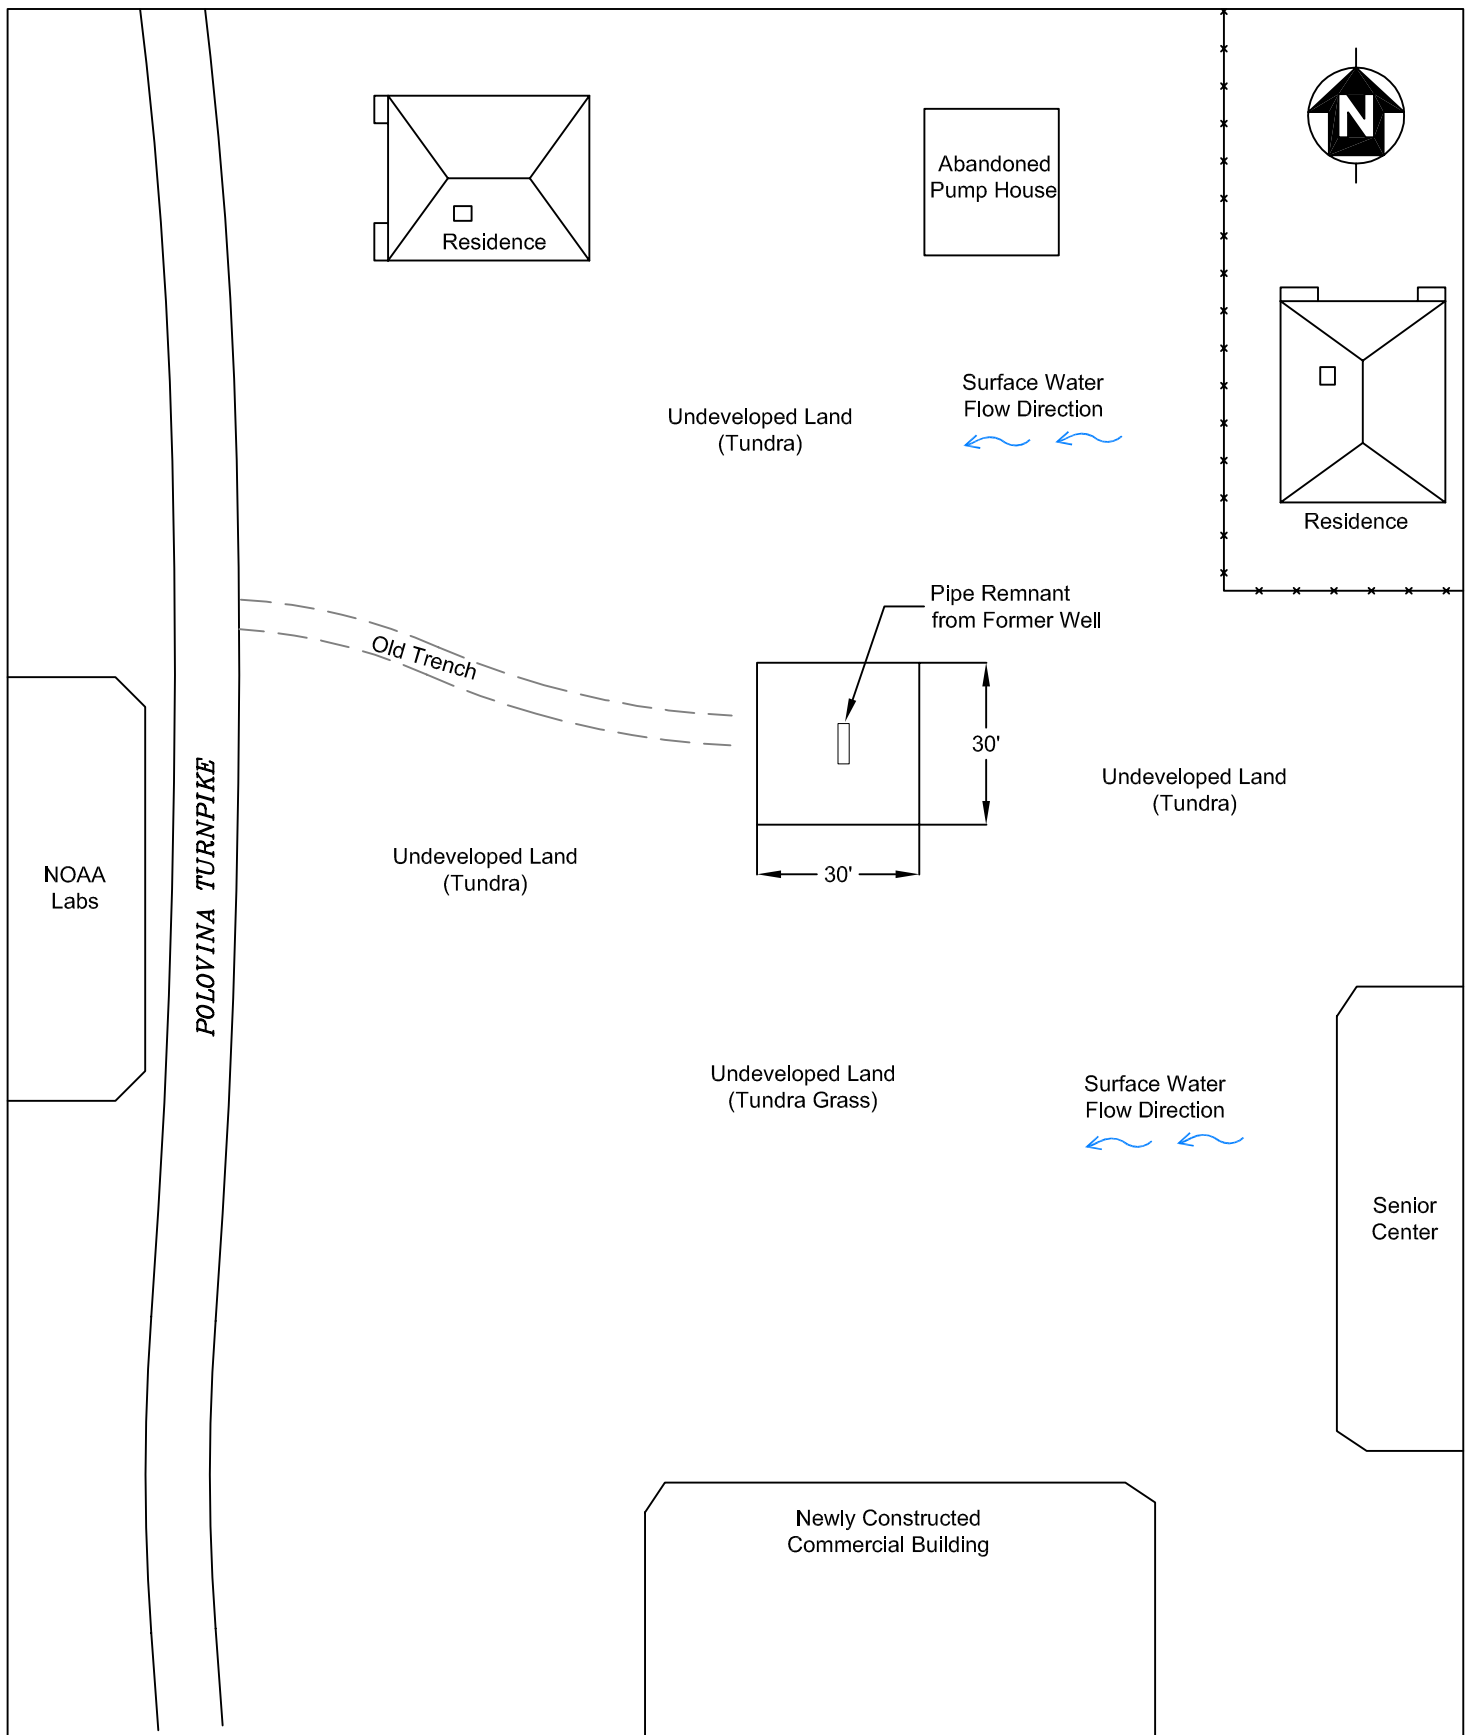 N
Abandoned
Pump House
Residence
Surface Water
Flow Direction
Undeveloped Land
(Tundra)
Residence
Pipe Remnant
from Former Well
Old Trench
30'
Undeveloped Land
(Tundra)
POLOVINA TURNPIKE
Undeveloped Land
(Tundra)
30'
NOAA
Labs
Undeveloped Land
(Tundra Grass)
Surface Water
Flow Direction
Senior
Center
Newly Constructed
Commercial Building